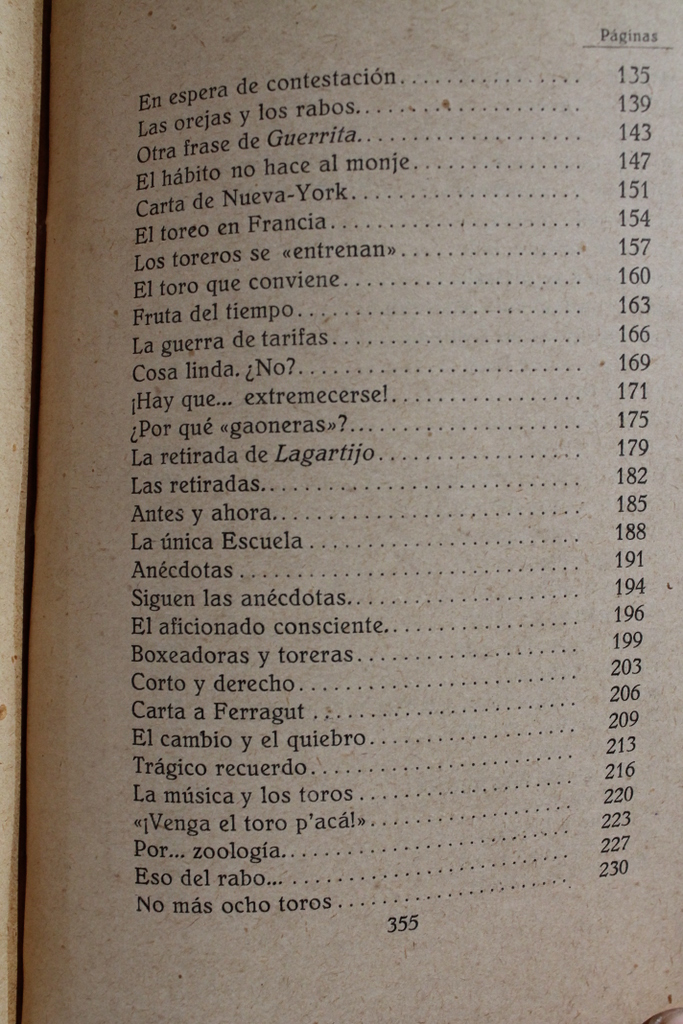 Páginas
En espera de contestación................ 135
Las orejas y los rabos.................... 139
Otra frase de Guerrita.................... 143
El hábito no hace al monje............... 147
Carta de Nueva-York..................... 151
El toreo en Francia....................... 154
Los toreros se «entrenan»................ 157
El toro que conviene..................... 160
Fruta del tiempo......................... 163
La guerra de tarifas...................... 166
Cosa linda. ¿No?......................... 169
¡Hay que... extremecerse!................. 171
¿Por qué «gaoneras»?.................... 175
La retirada de Lagartijo.................. 179
Las retiradas............................ 182
Antes y ahora........................... 185
La única Escuela........................ 188
Anécdotas.............................. 191
Siguen las anécdotas..................... 194
El aficionado consciente.................. 196
Boxeadoras y toreras.................... 199
Corto y derecho......................... 203
Carta a Ferragut........................ 206
El cambio y el quiebro................... 209
Trágico recuerdo........................ 213
La música y los toros.................... 216
«¡Venga el toro p'acá!».................. 220
Por... zoología.......................... 223
Eso del rabo............................ 227
No más ocho toros...................... 230
355